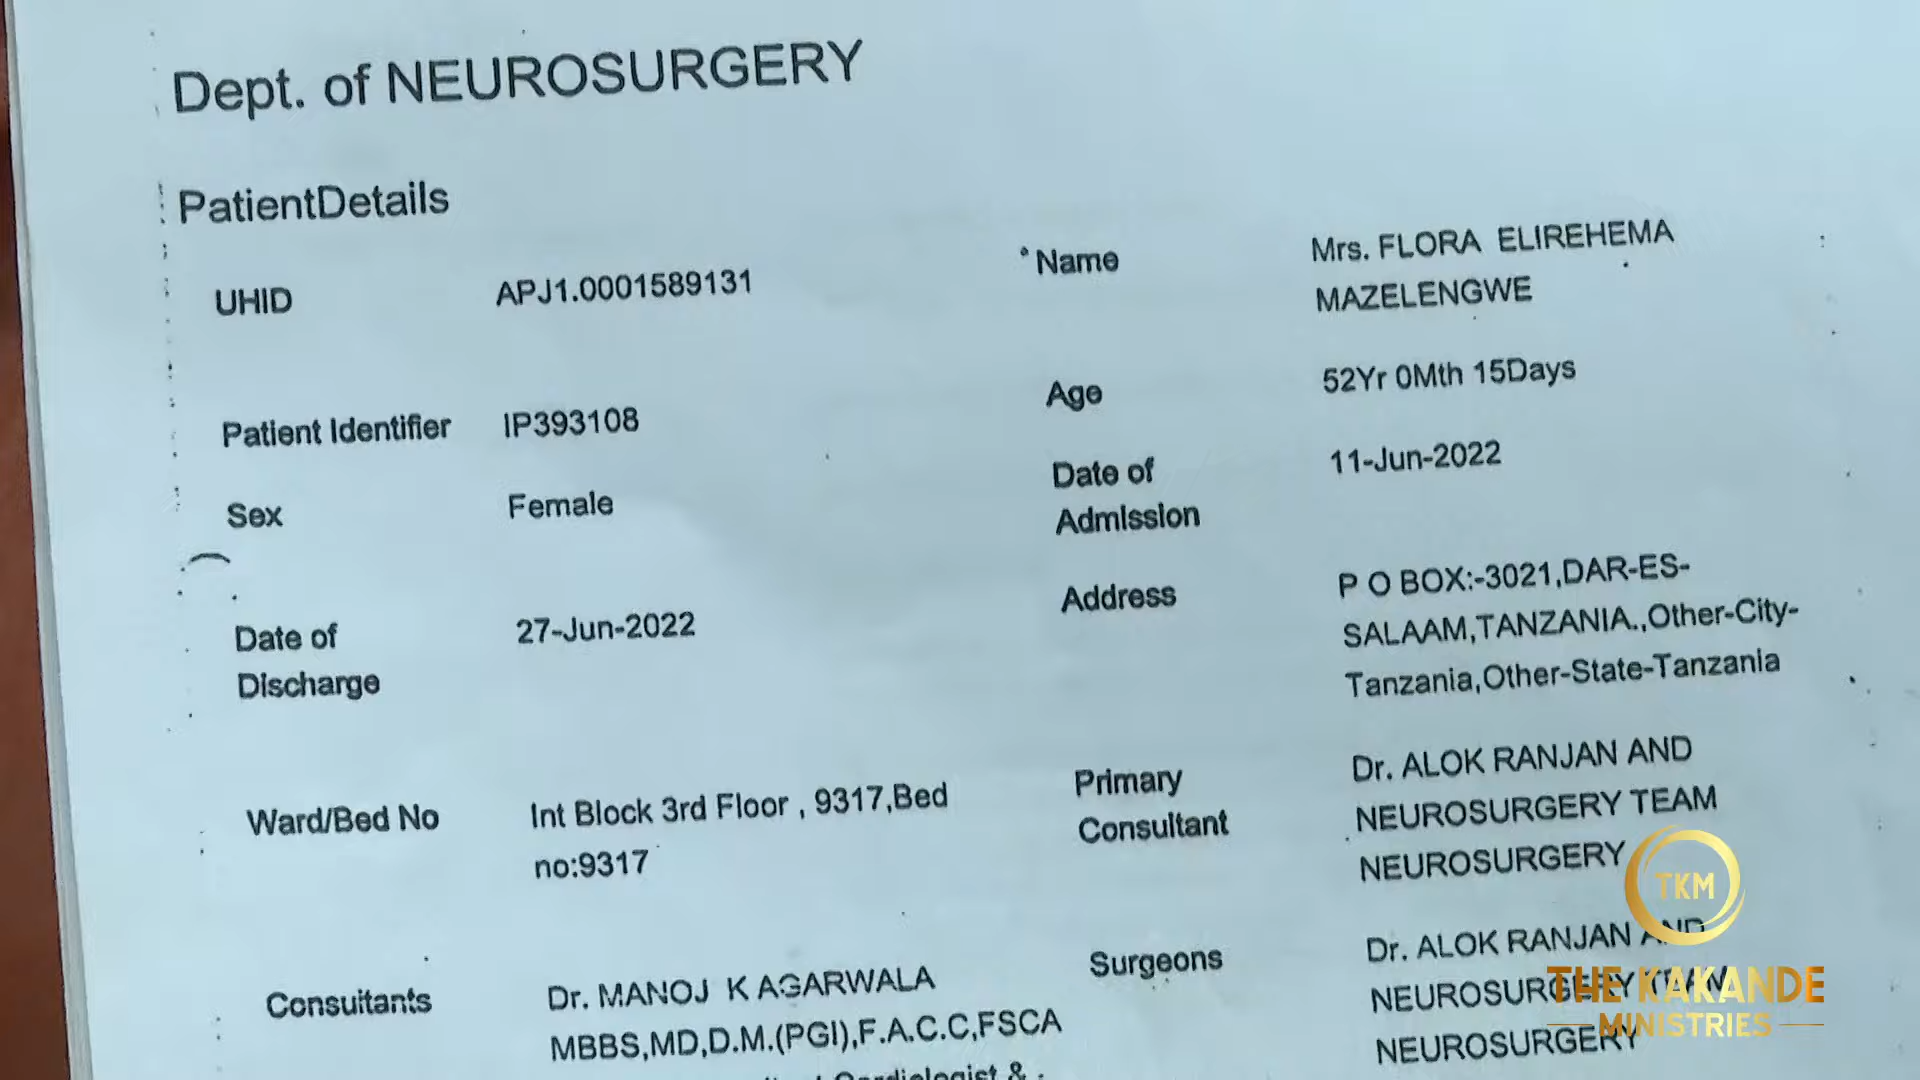 Dept. of NEUROSURGERY
PatientDetails
UHID APJ1.0001589131
Name Mrs. FLORA ELIREHEMA
MAZELENGWE
Patient Identifier IP393108
Age 52Yr 0Mth 15Days
Sex Female
Date of
Admission 11-Jun-2022
Date of
Discharge 27-Jun-2022
Address P O BOX:-3021,DAR-ES-
SALAAM,TANZANIA.,Other-City-
Tanzania,Other-State-Tanzania
Ward/Bed No Int Block 3rd Floor , 9317,Bed
no:9317
Primary
Consultant Dr. ALOK RANJAN AND
NEUROSURGERY TEAM
NEUROSURGERY
Consultants Dr. MANOJ K AGARWALA
MBBS,MD,D.M.(PGI),F.A.C.C,FSCA
Cardiologist &
Surgeons Dr. ALOK RANJAN AND
NEUROSURGERY TEAM
NEUROSURGERY
TKM
THE KAKANDE
MINISTRIES